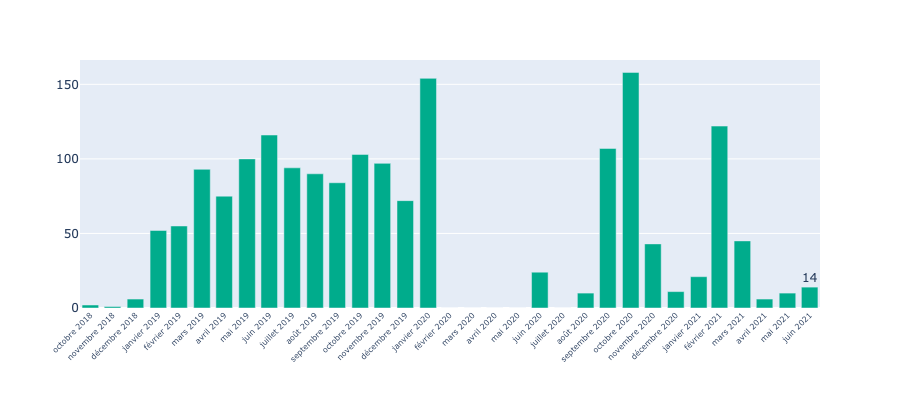 150
100
50
0
14
octobre 2018
novembre 2018
décembre 2018
janvier 2019
février 2019
mars 2019
avril 2019
mai 2019
juin 2019
juillet 2019
août 2019
septembre 2019
octobre 2019
novembre 2019
décembre 2019
janvier 2020
février 2020
mars 2020
avril 2020
mai 2020
juin 2020
juillet 2020
août 2020
septembre 2020
octobre 2020
novembre 2020
décembre 2020
janvier 2021
février 2021
mars 2021
avril 2021
mai 2021
juin 2021